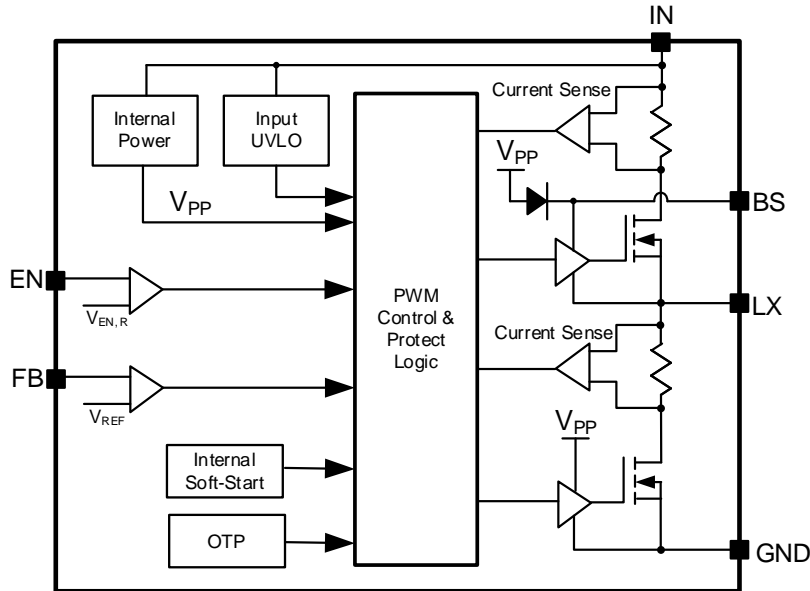 IN
Internal
Power
Input
UVLO
Current Sense
VPP
BS
VPP
EN
VEN, R
PWM
Control &
Protect
Logic
LX
Current Sense
FB
VREF
VPP
Internal
Soft-Start
OTP
GND